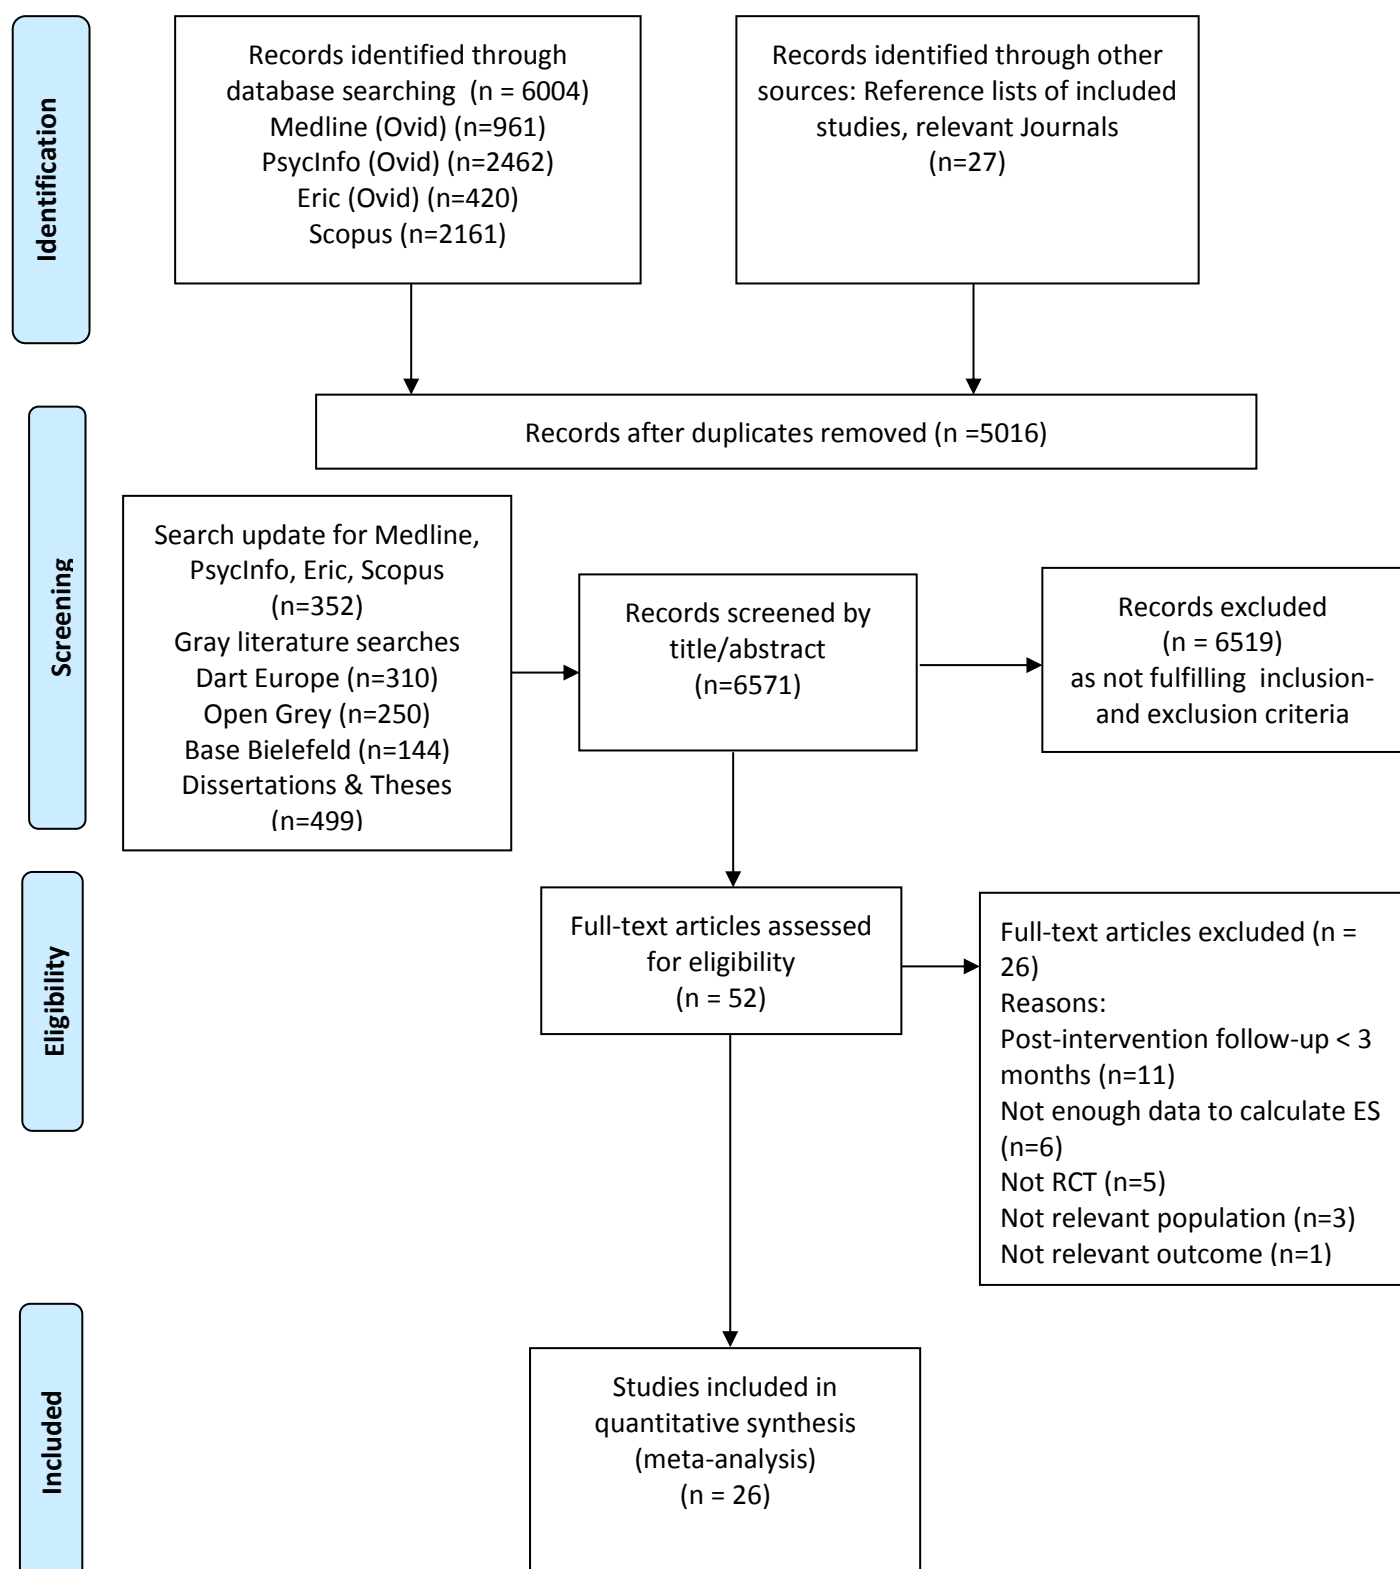 Identification
Records identified through
database searching (n = 6004)
Medline (Ovid) (n=961)
PsycInfo (Ovid) (n=2462)
Eric (Ovid) (n=420)
Scopus (n=2161)
Records identified through other
sources: Reference lists of included
studies, relevant Journals
(n=27)
Records after duplicates removed (n =5016)
Screening
Search update for Medline,
PsycInfo, Eric, Scopus
(n=352)
Gray literature searches
Dart Europe (n=310)
Open Grey (n=250)
Base Bielefeld (n=144)
Dissertations & Theses
(n=499)
Records screened by
title/abstract
(n=6571)
Records excluded
(n = 6519)
as not fulfilling inclusion-
and exclusion criteria
Eligibility
Full-text articles assessed
for eligibility
(n = 52)
Full-text articles excluded (n =
26)
Reasons:
Post-intervention follow-up < 3
months (n=11)
Not enough data to calculate ES
(n=6)
Not RCT (n=5)
Not relevant population (n=3)
Not relevant outcome (n=1)
Included
Studies included in
quantitative synthesis
(meta-analysis)
(n = 26)